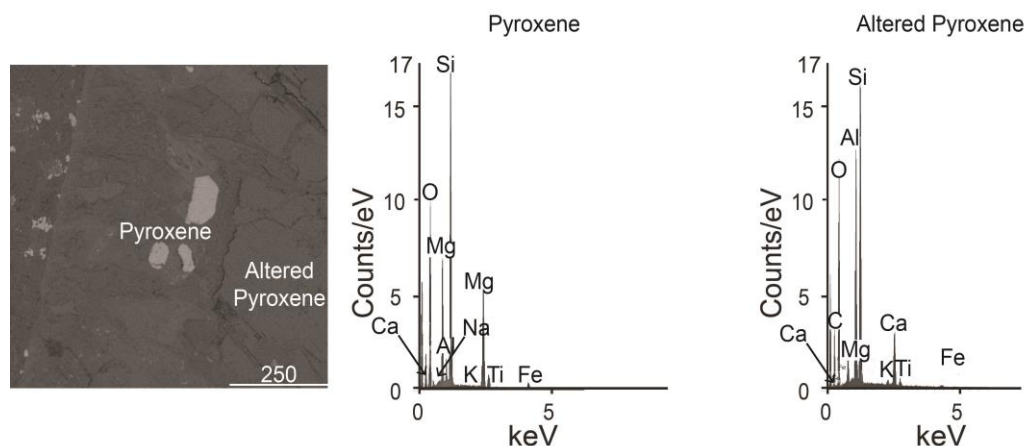 Pyroxene
Altered
Pyroxene
250
Pyroxene
17
15
10
5
0
Counts/eV
Si
O
Mg
Mg
Ca
Na
Al
K Ti Fe
0 5
keV
Altered Pyroxene
17
15
10
5
0
Counts/eV
Si
Al
O
Ca C
Mg
Ca
K Ti Fe
0 5
keV